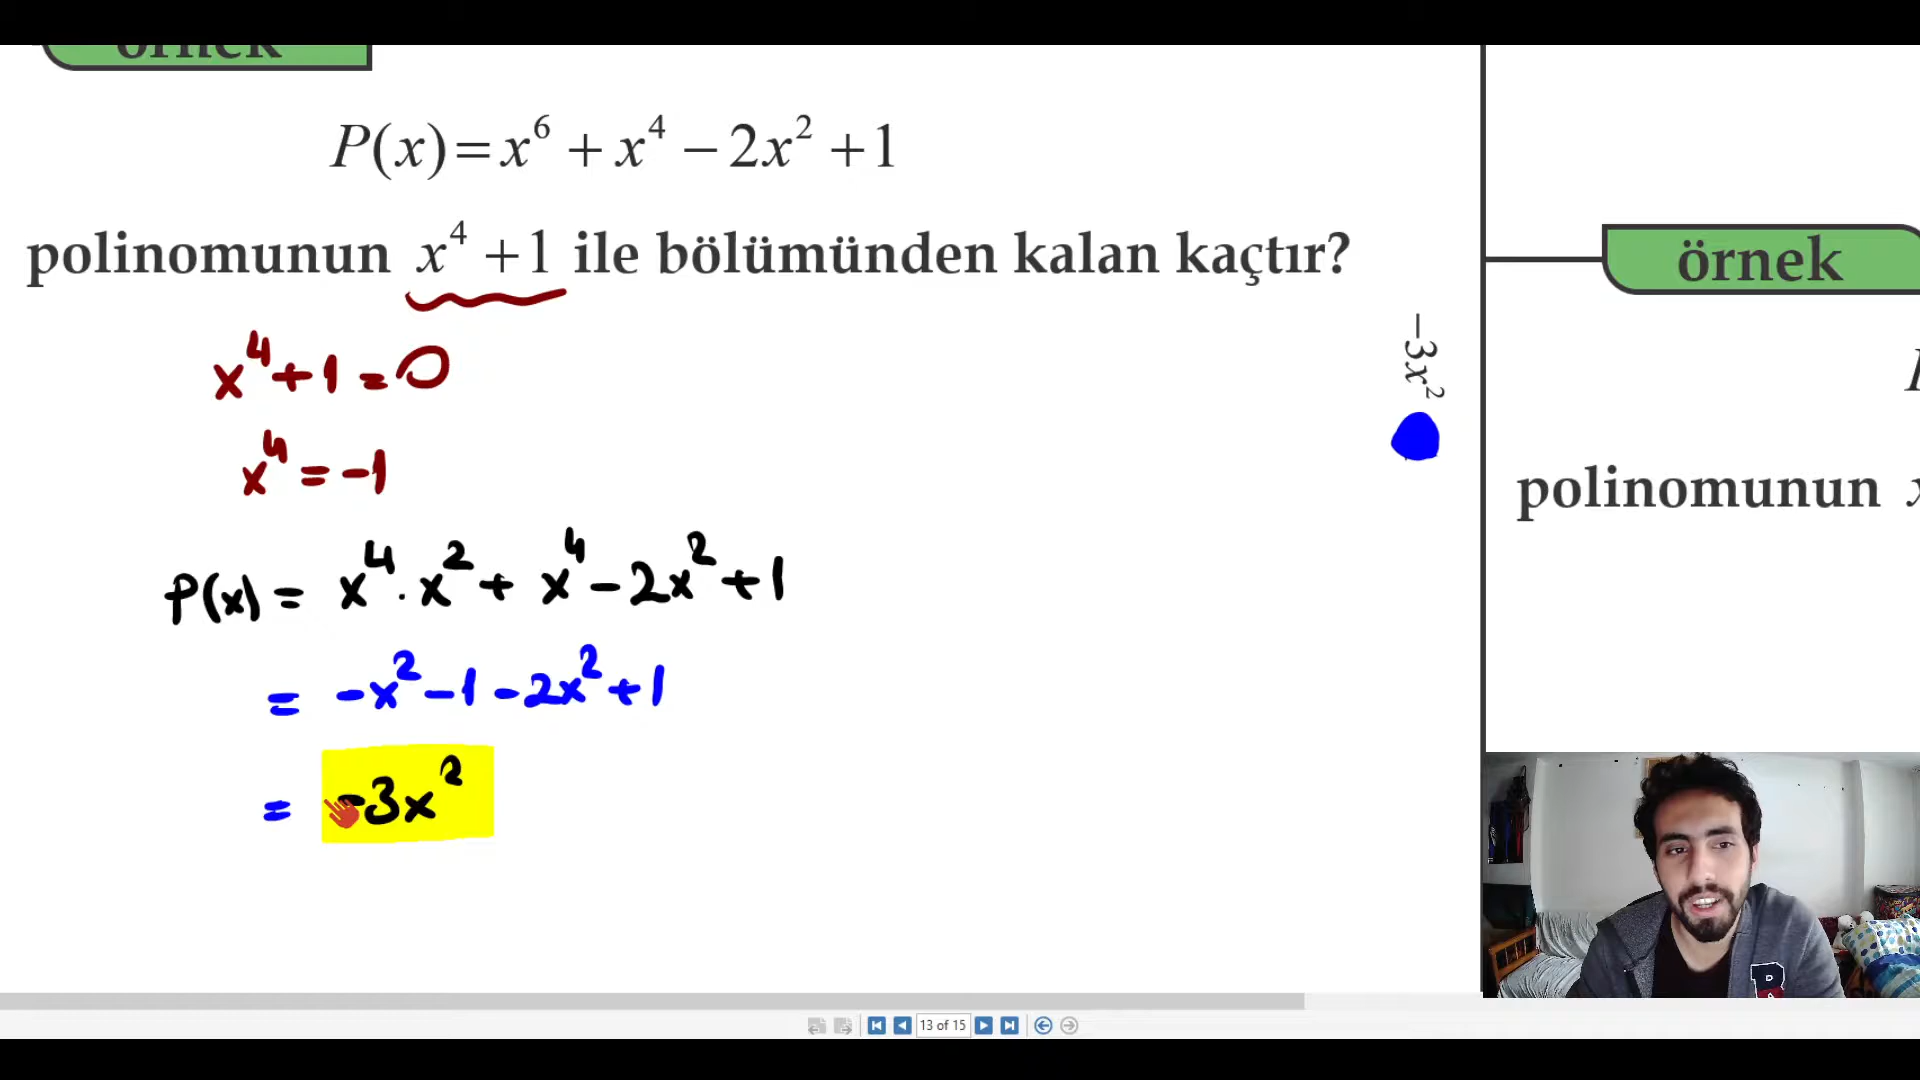 örnek
P(x)=x⁶+x⁴−2x²+1
polinomunun x⁴+1 ile bölümünden kalan kaçtır?
x⁴+1=0
x⁴=-1
P(x)= x⁴.x²+x⁴-2x²+1
= -x²-1-2x²+1
= -3x²
−3x²
örnek
polinomunun
13 of 15